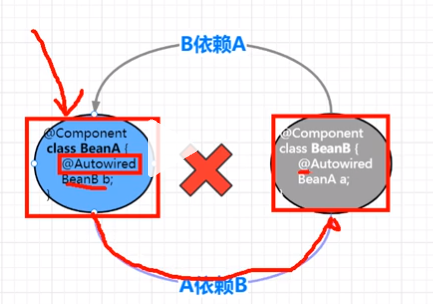 B依赖A
@Component
class BeanA {
@Autowired
BeanB b;
}
@Component
class BeanB {
@Autowired
BeanA a;
}
A依赖B